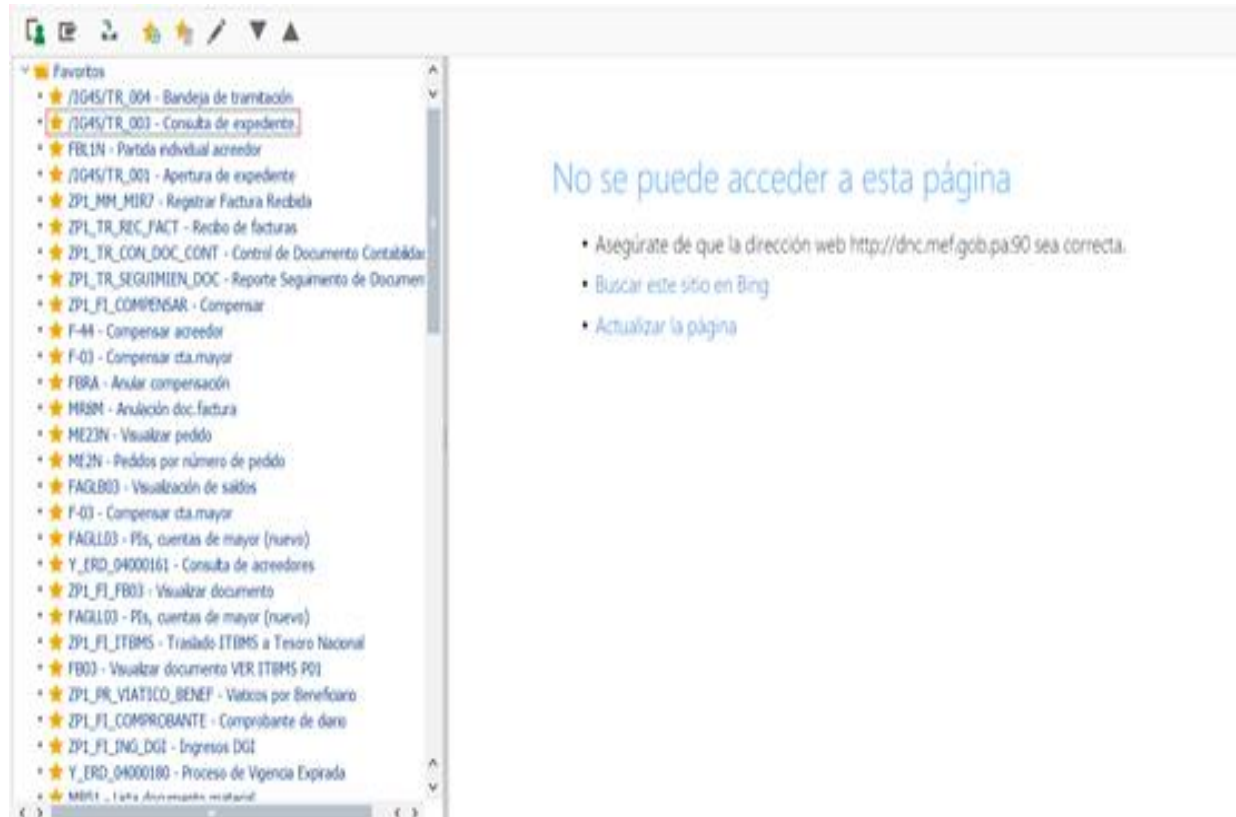 Favoritos
/IG4S/TR_004 - Bandeja de tramitación
/IG4S/TR_003 - Consulta de expediente.
FBL1N - Partida individual acreedor
/IG4S/TR_001 - Apertura de expediente
ZP1_MM_MIR7 - Registrar Factura Recibida
ZP1_TR_REC_FACT - Recibo de facturas
ZP1_TR_CON_DOC_CONT - Control de Documento Contabilidad
ZP1_TR_SEGUIMIEN_DOC - Reporte Seguimento de Documen
ZP1_FI_COMPENSAR - Compensar
F-44 - Compensar acreedor
F-03 - Compensar cta.mayor
FBRA - Anular compensación
MR8M - Anulación doc.factura
ME23N - Visualizar pedido
ME2N - Pedidos por número de pedido
FAGLB03 - Visualización de saldos
F-03 - Compensar cta.mayor
FAGLL03 - PIs, cuentas de mayor (nuevo)
Y_ERD_04000161 - Consulta de acreedores
ZP1_FI_FB03 - Visualizar documento
FAGLL03 - PIs, cuentas de mayor (nuevo)
ZP1_FI_ITBMS - Traslado ITBMS a Tesoro Nacional
FB03 - Visualizar documento VER ITBMS P01
ZP1_PR_VIATICO_BENEF - Viaticos por Beneficiario
ZP1_FI_COMPROBANTE - Comprobante de diario
ZP1_FI_ING_DGI - Ingresos DGI
Y_ERD_04000180 - Proceso de Vigencia Expirada
MB51 - Lista documento material
No se puede acceder a esta página
• Asegúrate de que la dirección web http://dnc.mef.gob.pa:90 sea correcta.
• Buscar este sitio en Bing
• Actualizar la página